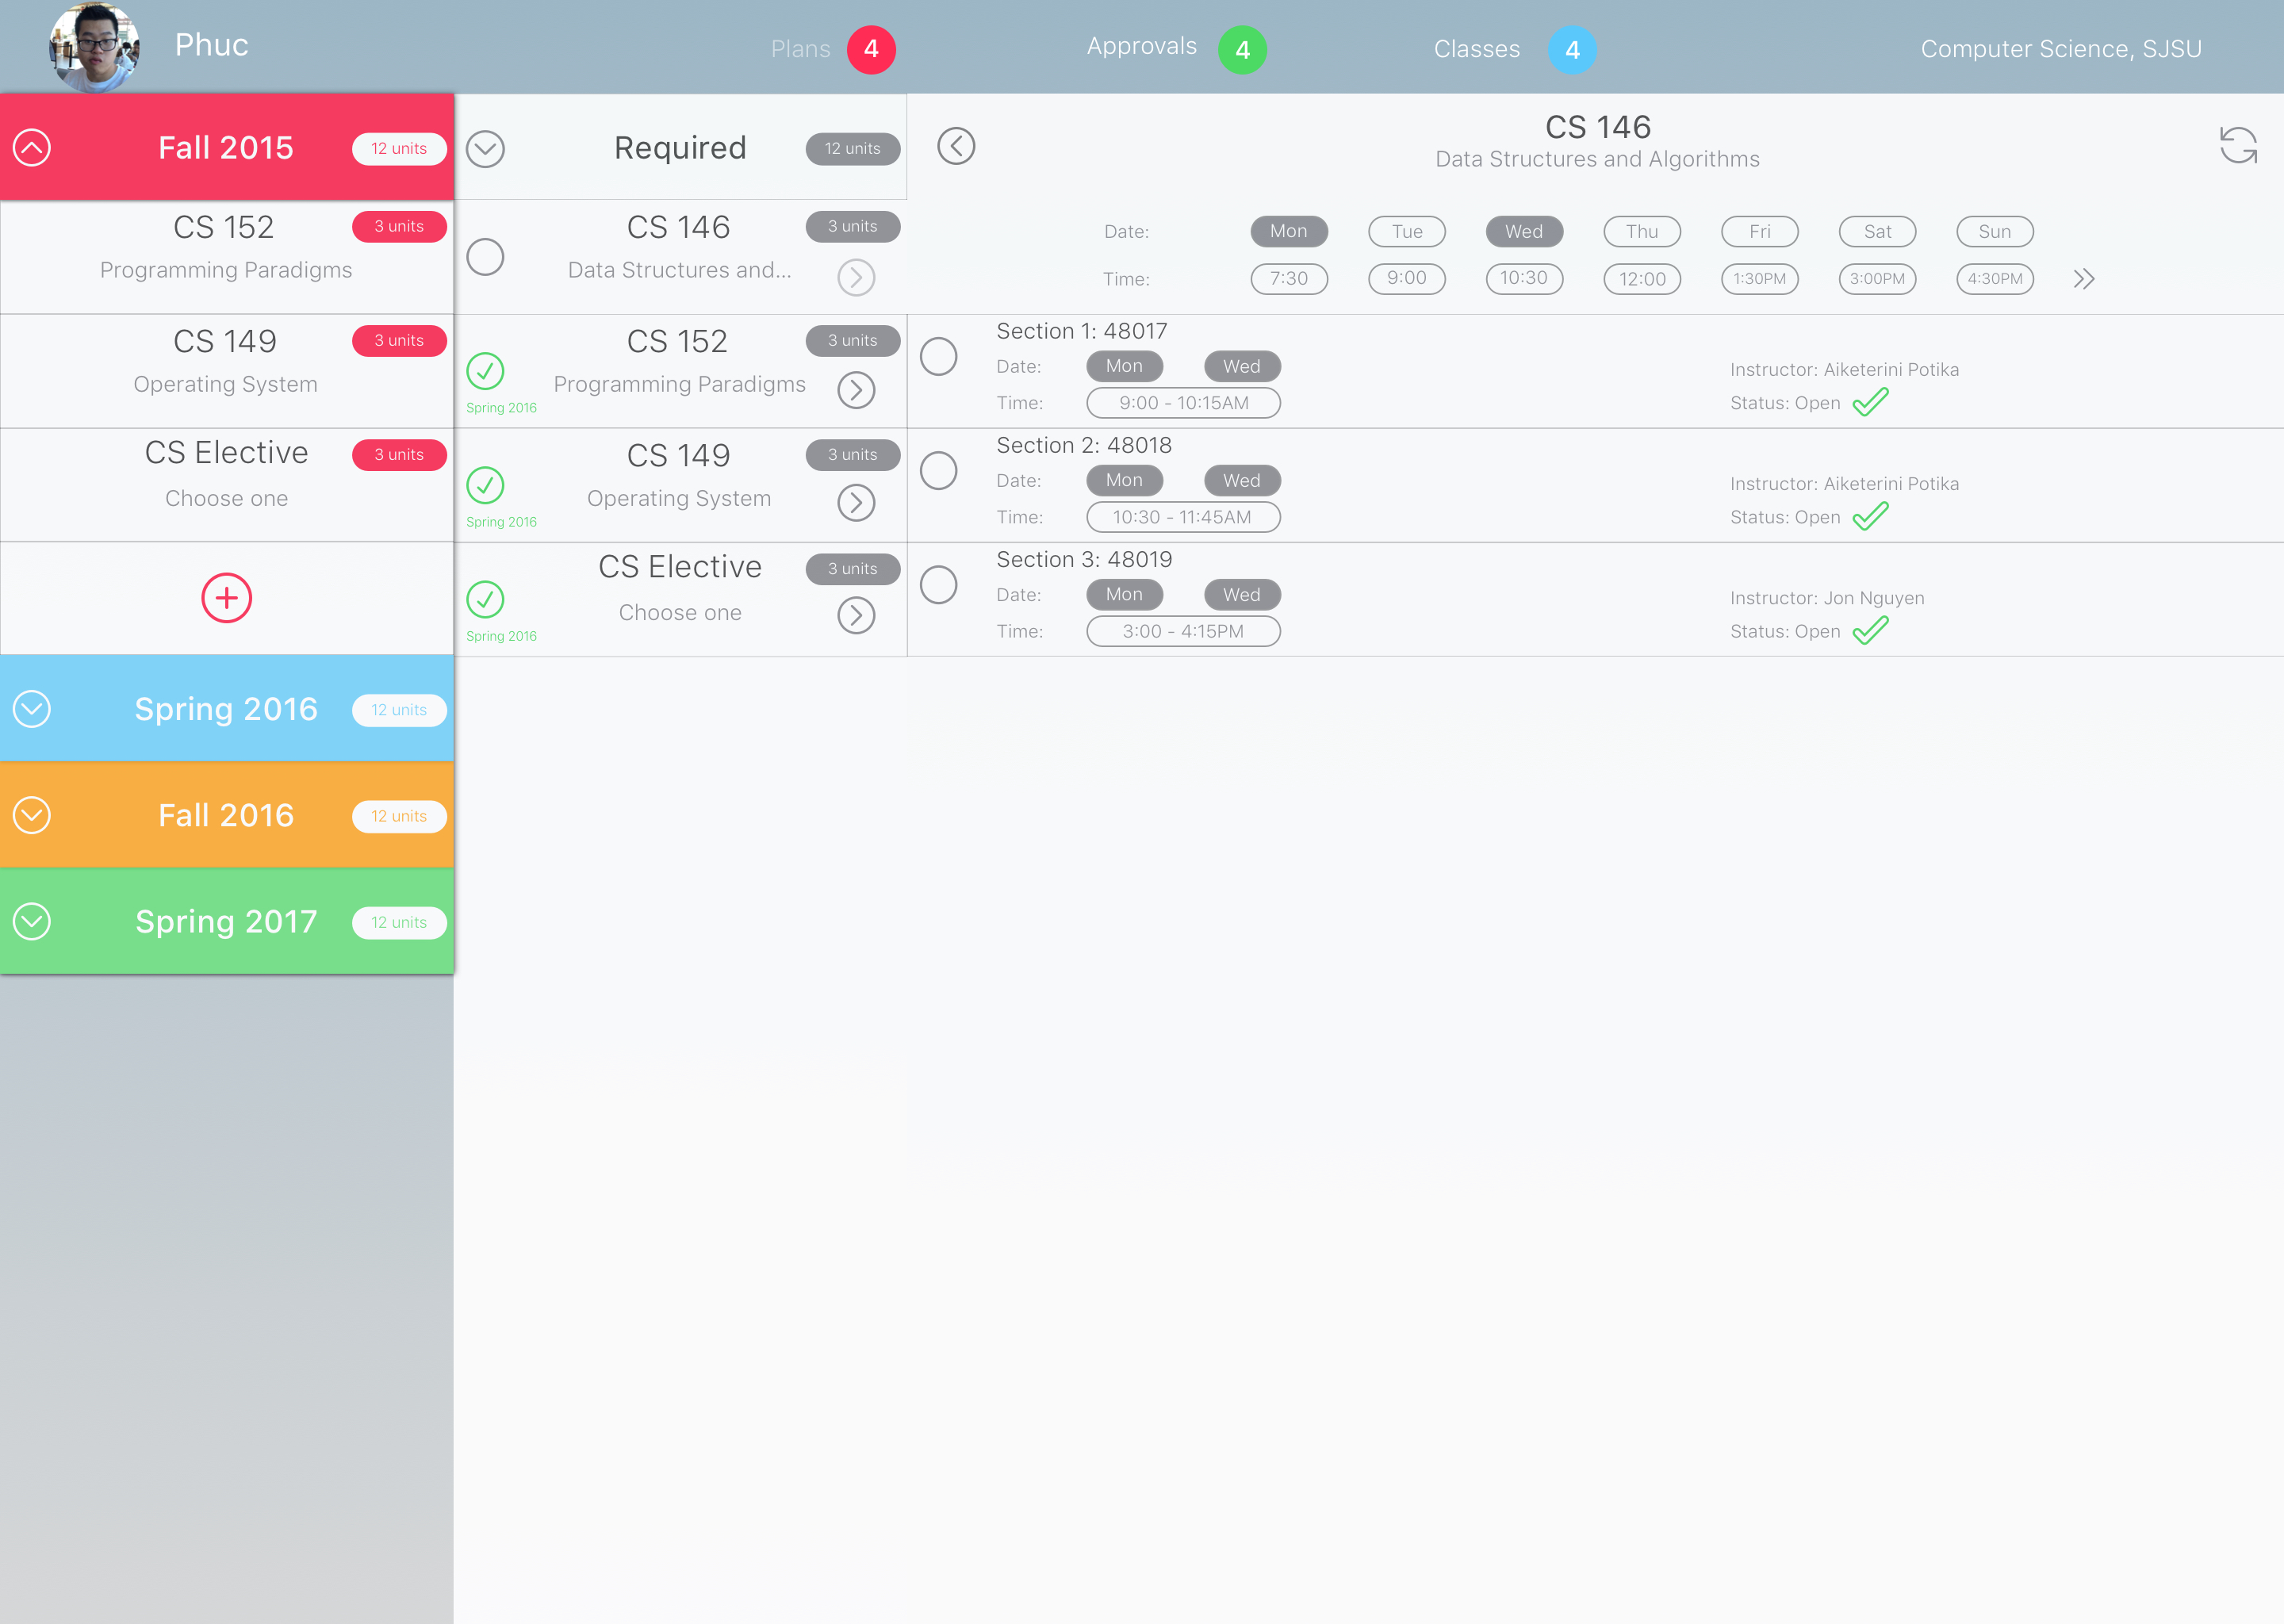 Phuc
Plans 4
Approvals 4
Classes 4
Computer Science, SJSU
Fall 2015
12 units
CS 152
3 units
Programming Paradigms
CS 149
3 units
Operating System
CS Elective
3 units
Choose one
Spring 2016
12 units
Fall 2016
12 units
Spring 2017
12 units
Required
12 units
CS 146
3 units
Data Structures and...
CS 152
3 units
Programming Paradigms
Spring 2016
CS 149
3 units
Operating System
Spring 2016
CS Elective
3 units
Choose one
Spring 2016
CS 146
Data Structures and Algorithms
Date: Mon Tue Wed Thu Fri Sat Sun
Time: 7:30 9:00 10:30 12:00 1:30PM 3:00PM 4:30PM
Section 1: 48017
Date: Mon Wed
Instructor: Aiketerini Potika
Time: 9:00 - 10:15AM
Status: Open
Section 2: 48018
Date: Mon Wed
Instructor: Aiketerini Potika
Time: 10:30 - 11:45AM
Status: Open
Section 3: 48019
Date: Mon Wed
Instructor: Jon Nguyen
Time: 3:00 - 4:15PM
Status: Open